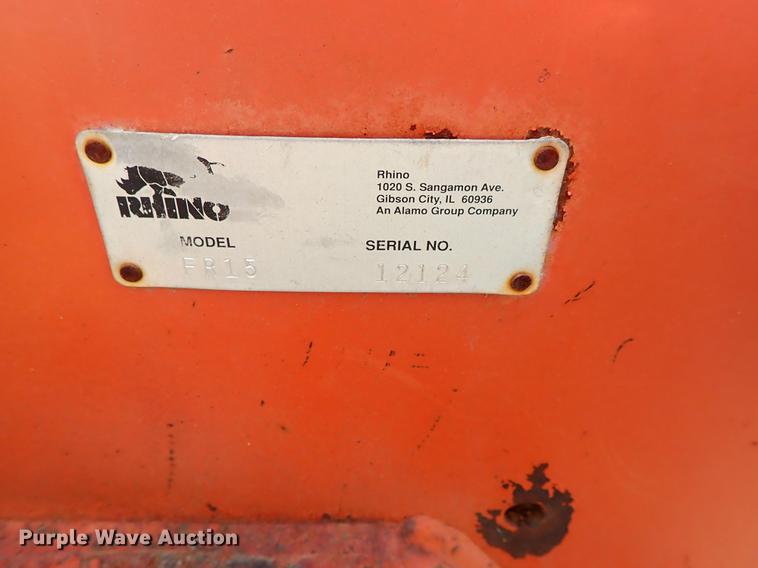 RHINO
Rhino
1020 S. Sangamon Ave.
Gibson City, IL 60936
An Alamo Group Company
MODEL
SERIAL NO.
FR15
12124
Purple Wave Auction